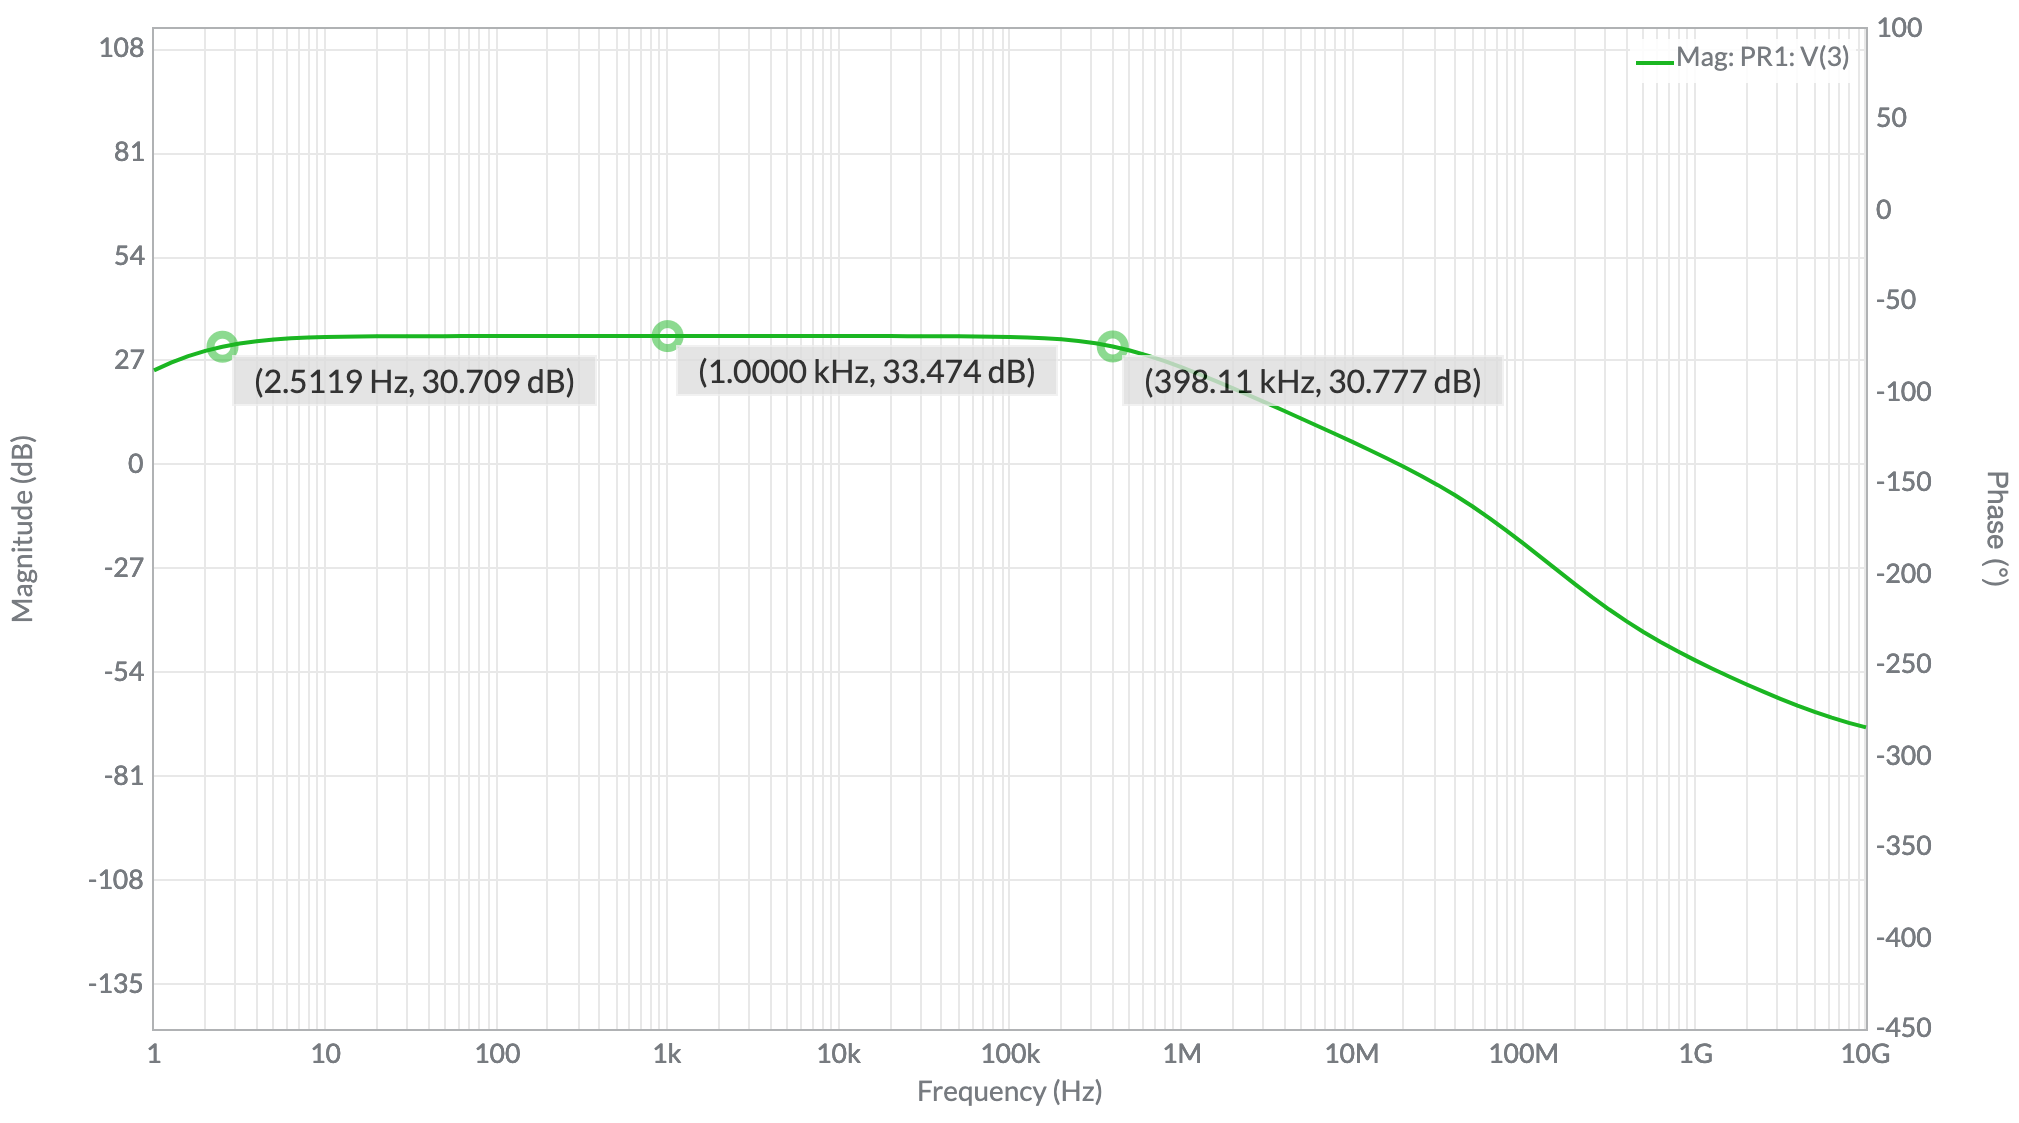 Mag: PR1: V(3)
108
81
54
27
0
-27
-54
-81
-108
-135
Magnitude (dB)
(2.5119 Hz, 30.709 dB)
(1.0000 kHz, 33.474 dB)
(398.11 kHz, 30.777 dB)
100
50
0
-50
-100
-150
-200
-250
-300
-350
-400
-450
Phase (°)
1 10 100 1k 10k 100k 1M 10M 100M 1G 10G
Frequency (Hz)